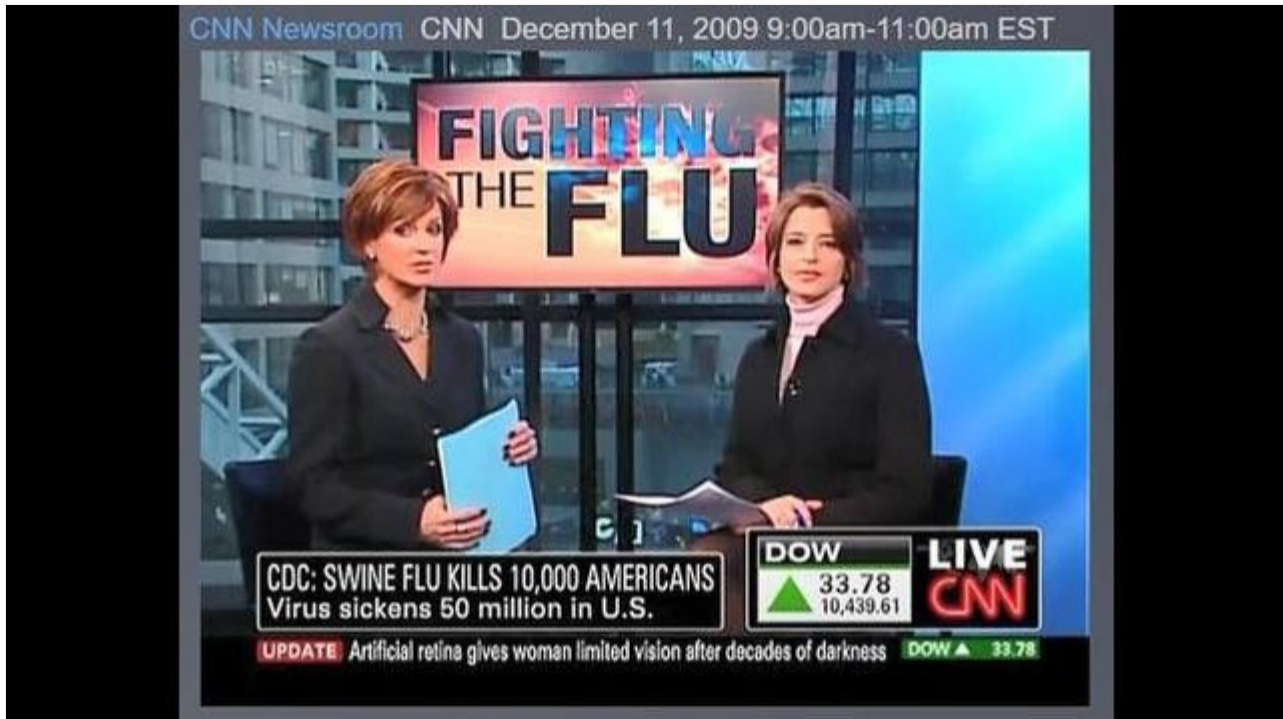 CNN Newsroom CNN December 11, 2009 9:00am-11:00am EST
FIGHTING
THE FLU
CDC: SWINE FLU KILLS 10,000 AMERICANS
Virus sickens 50 million in U.S.
DOW
33.78
10,439.61
LIVE
CNN
UPDATE Artificial retina gives woman limited vision after decades of darkness DOW 33.78